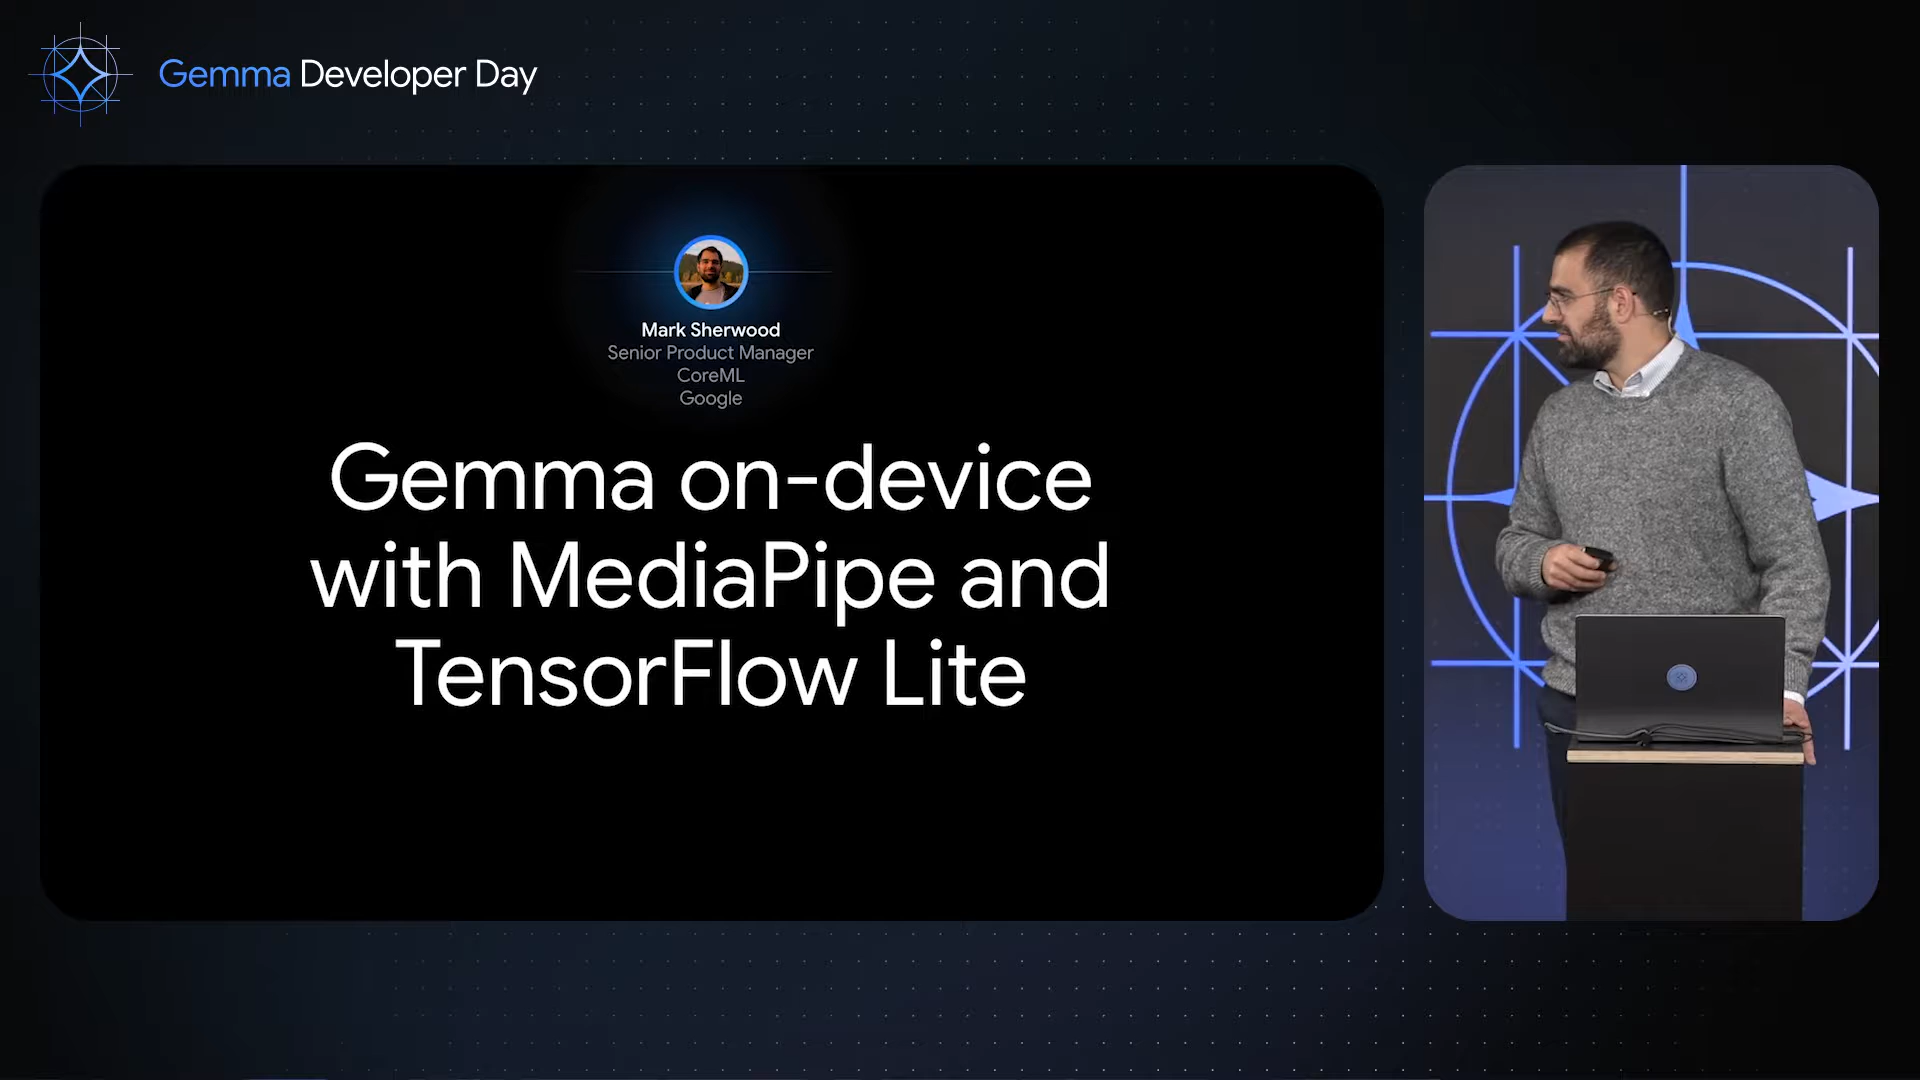 Gemma Developer Day
Mark Sherwood
Senior Product Manager
CoreML
Google
Gemma on-device
with MediaPipe and
TensorFlow Lite